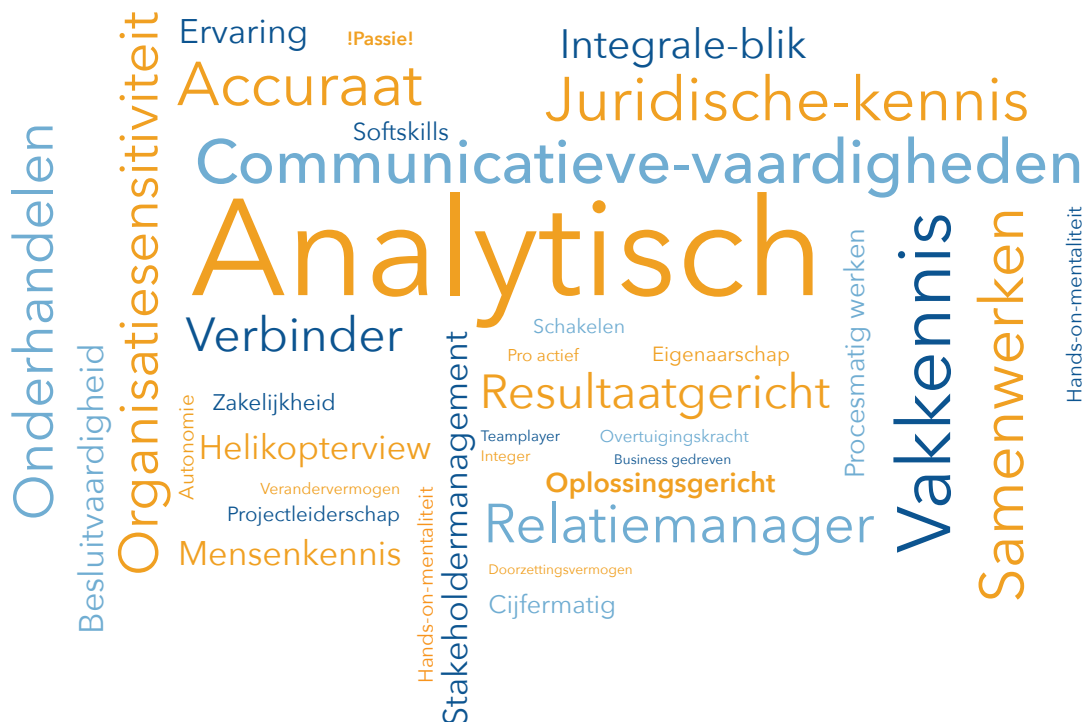 Ervaring
!Passie!
Integrale-blik
Accuraat
Juridische-kennis
Softskills
Communicatieve-vaardigheden
Analytisch
Onderhandelen
Organisatiesensitiviteit
Besluitvaardigheid
Verbinder
Schakelen
Pro actief
Eigenaarschap
Resultaatgericht
Zakelijkheid
Autonomie
Helikopterview
Teamplayer
Overtuigingskracht
Integer
Business gedreven
Oplossingsgericht
Verandervermogen
Projectleiderschap
Relatiemanager
Mensenkennis
Doorzettingsvermogen
Cijfermatig
Hands-on-mentaliteit
Stakeholdermanagement
Procesmatig werken
Vakkennis
Samenwerken
Hands-on-mentaliteit